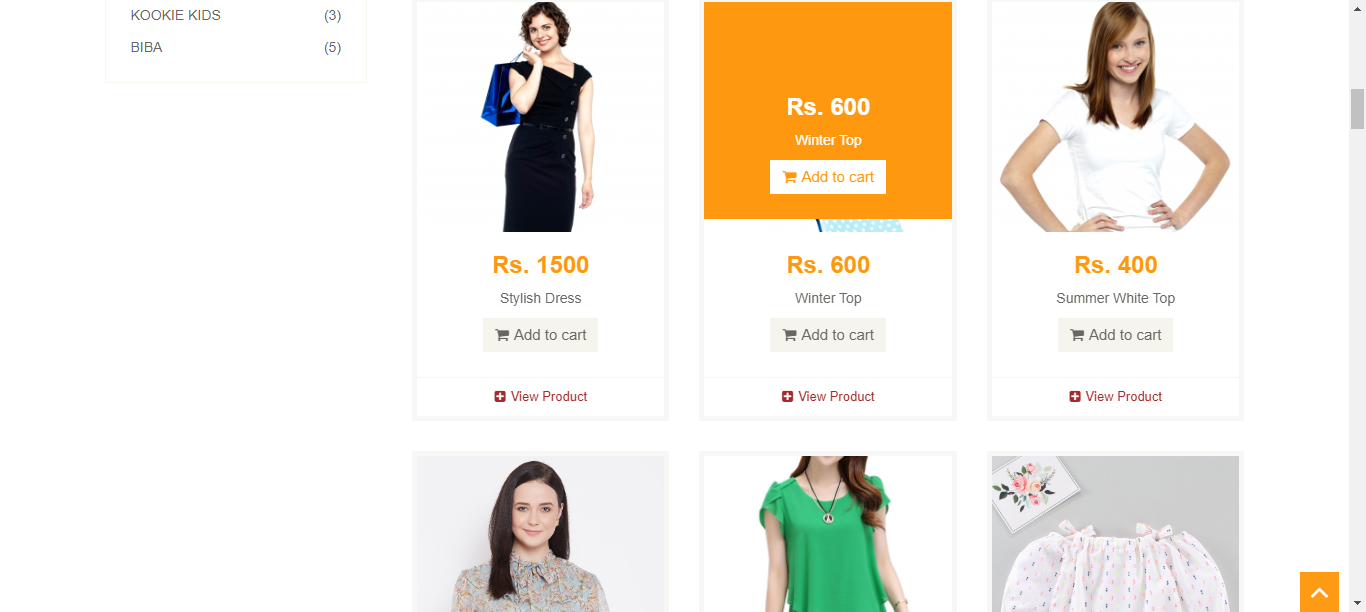 KOOKIE KIDS (3)
BIBA (5)
Rs. 600
Winter Top
Add to cart
Rs. 1500
Stylish Dress
Add to cart
View Product
Rs. 600
Winter Top
Add to cart
View Product
Rs. 400
Summer White Top
Add to cart
View Product